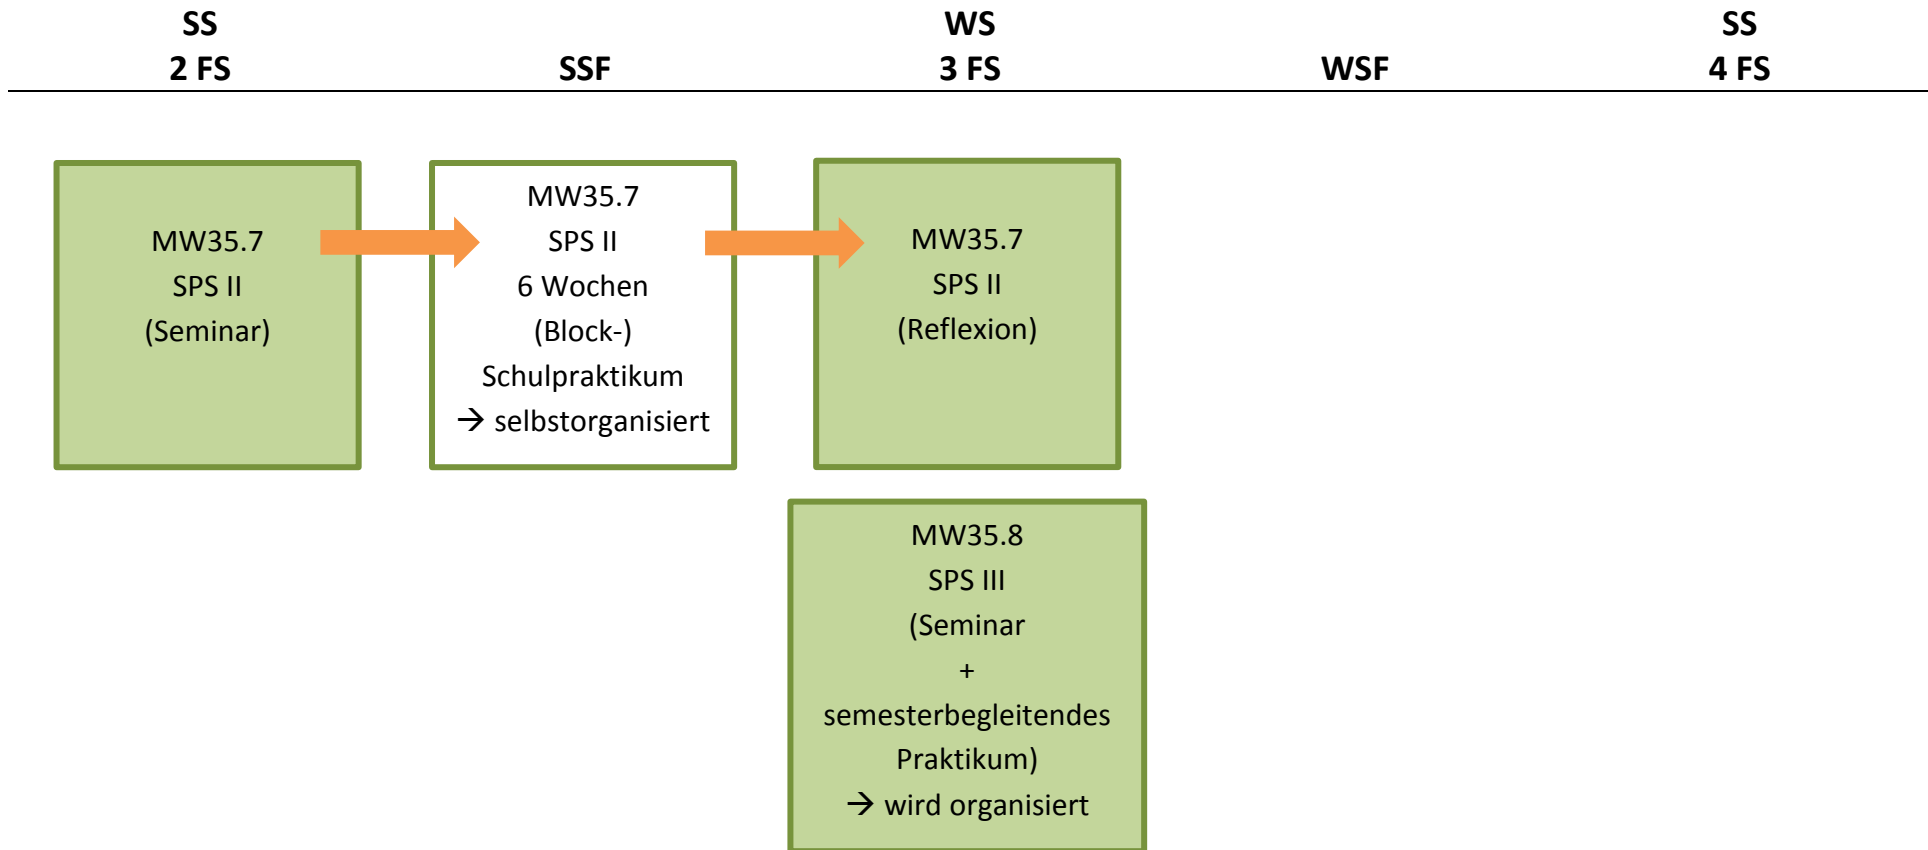 SS
2 FS
SSF
WS
3 FS
WSF
SS
4 FS
MW35.7
SPS II
(Seminar)
MW35.7
SPS II
6 Wochen
(Block-)
Schulpraktikum
→ selbstorganisiert
MW35.7
SPS II
(Reflexion)
MW35.8
SPS III
(Seminar
+
semesterbegleitendes
Praktikum)
→ wird organisiert